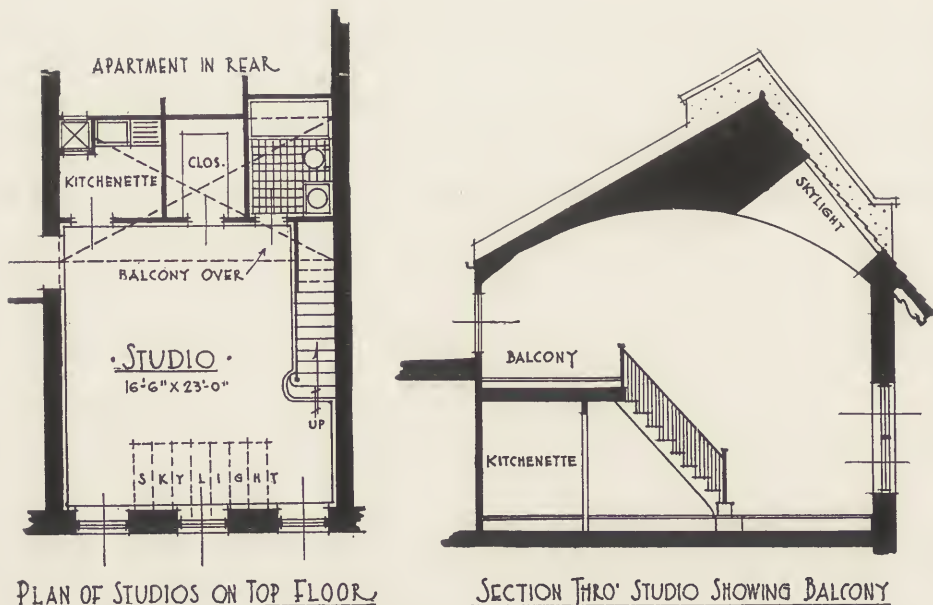 APARTMENT IN REAR
KITCHENETTE
CLOS.
BALCONY OVER
· STUDIO ·
16'-6" X 23'-0"
UP
SKYLIGHT
PLAN OF STUDIOS ON TOP FLOOR
SKYLIGHT
BALCONY
KITCHENETTE
SECTION THRO' STUDIO SHOWING BALCONY